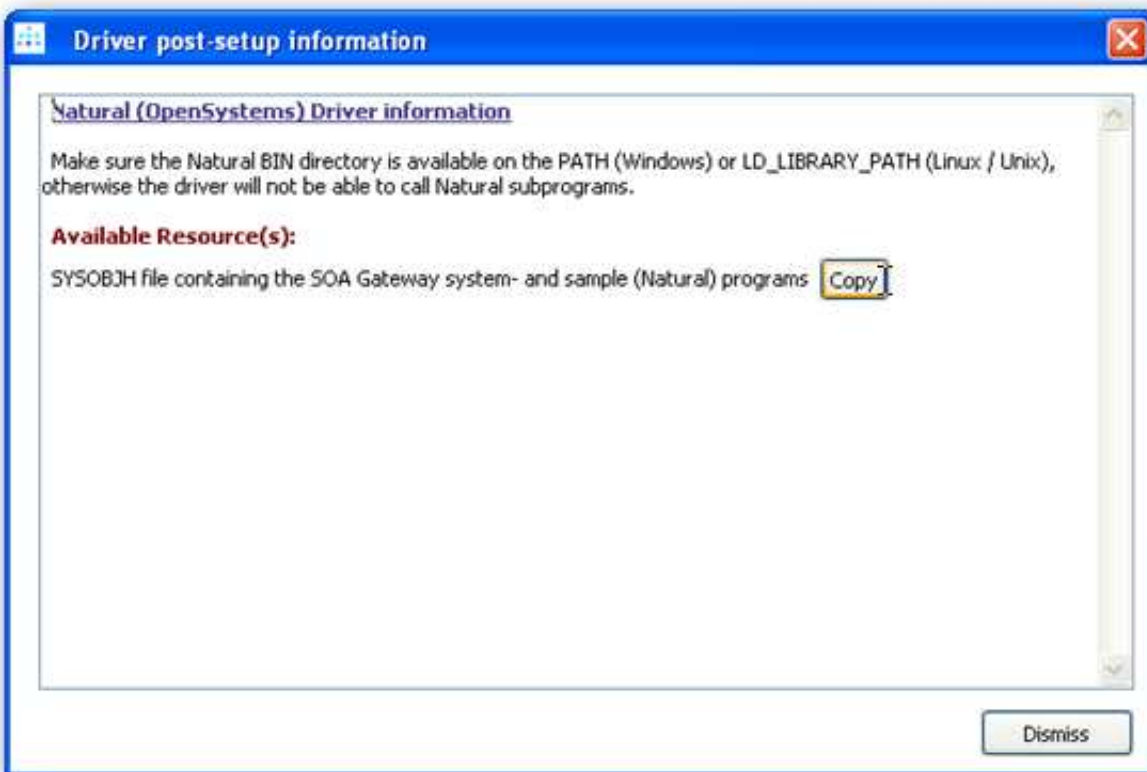 Driver post-setup information
Natural (OpenSystems) Driver information
Make sure the Natural BIN directory is available on the PATH (Windows) or LD_LIBRARY_PATH (Linux / Unix),
otherwise the driver will not be able to call Natural subprograms.
Available Resource(s):
SYSOBJH file containing the SOA Gateway system- and sample (Natural) programs Copy
Dismiss